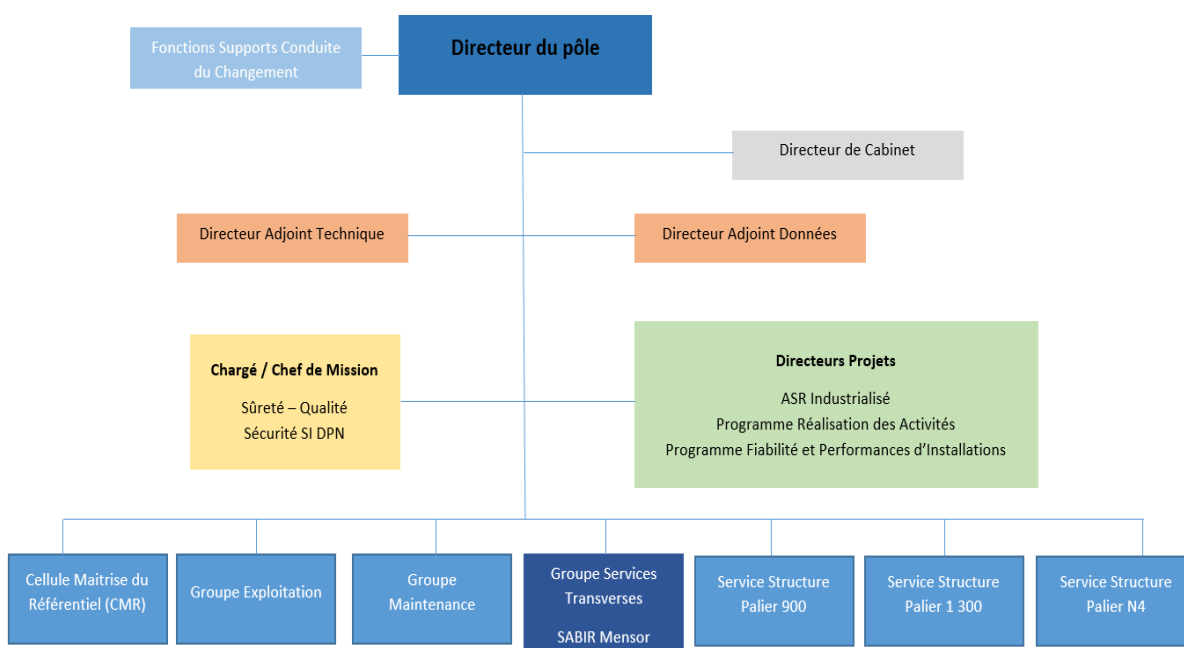 Fonctions Supports Conduite
du Changement
Directeur du pôle
Directeur de Cabinet
Directeur Adjoint Technique
Directeur Adjoint Données
Chargé / Chef de Mission
Sûreté – Qualité
Sécurité SI DPN
Directeurs Projets
ASR Industrialisé
Programme Réalisation des Activités
Programme Fiabilité et Performances d’Installations
Cellule Maitrise du
Référentiel (CMR)
Groupe Exploitation
Groupe
Maintenance
Groupe Services
Transverses
SABIR Mensor
Service Structure
Palier 900
Service Structure
Palier 1 300
Service Structure
Palier N4